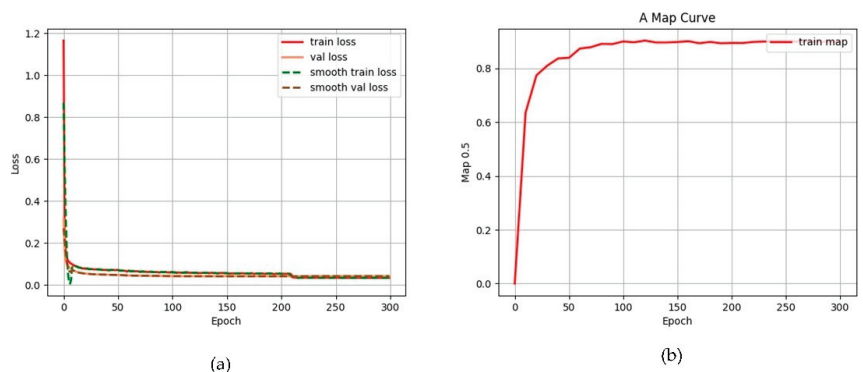 1.2
1.0
0.8
0.6
0.4
0.2
0.0
Loss
train loss
val loss
smooth train loss
smooth val loss
0 50 100 150 200 250 300
Epoch
(a)
A Map Curve
0.8
0.6
0.4
0.2
0.0
Map 0.5
train map
0 50 100 150 200 250 300
Epoch
(b)